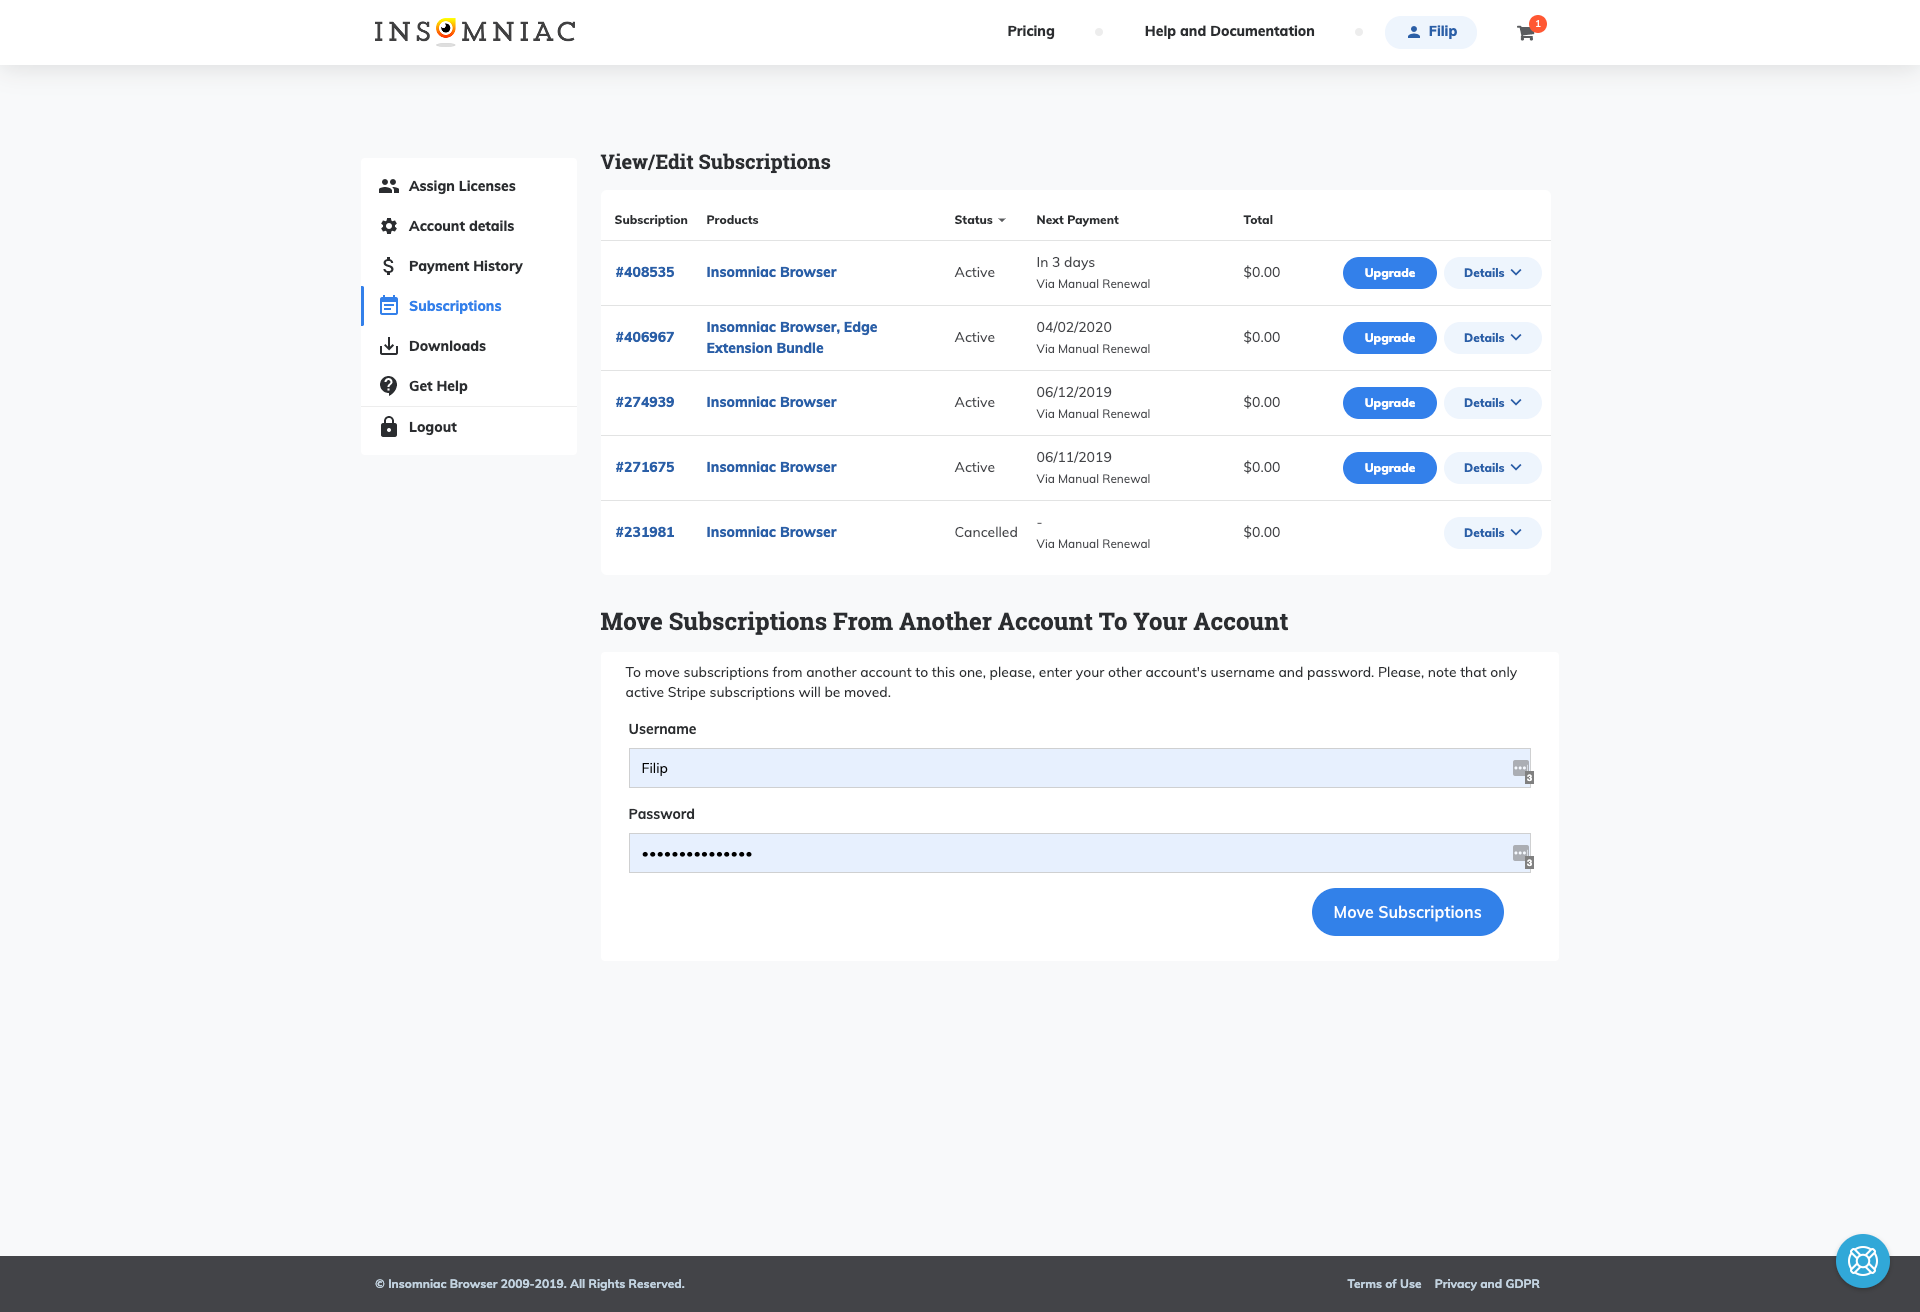 INSOMNIAC
Pricing
Help and Documentation
Filip
1
Assign Licenses
Account details
Payment History
Subscriptions
Downloads
Get Help
Logout
View/Edit Subscriptions
Subscription Products Status Next Payment Total
#408535 Insomniac Browser Active In 3 days Via Manual Renewal $0.00 Upgrade Details
#406967 Insomniac Browser, Edge Extension Bundle Active 04/02/2020 Via Manual Renewal $0.00 Upgrade Details
#274939 Insomniac Browser Active 06/12/2019 Via Manual Renewal $0.00 Upgrade Details
#271675 Insomniac Browser Active 06/11/2019 Via Manual Renewal $0.00 Upgrade Details
#231981 Insomniac Browser Cancelled - Via Manual Renewal $0.00 Details
Move Subscriptions From Another Account To Your Account
To move subscriptions from another account to this one, please, enter your other account's username and password. Please, note that only
active Stripe subscriptions will be moved.
Username
Filip
3
Password
•••••••••••••••
3
Move Subscriptions
© Insomniac Browser 2009-2019. All Rights Reserved.
Terms of Use Privacy and GDPR